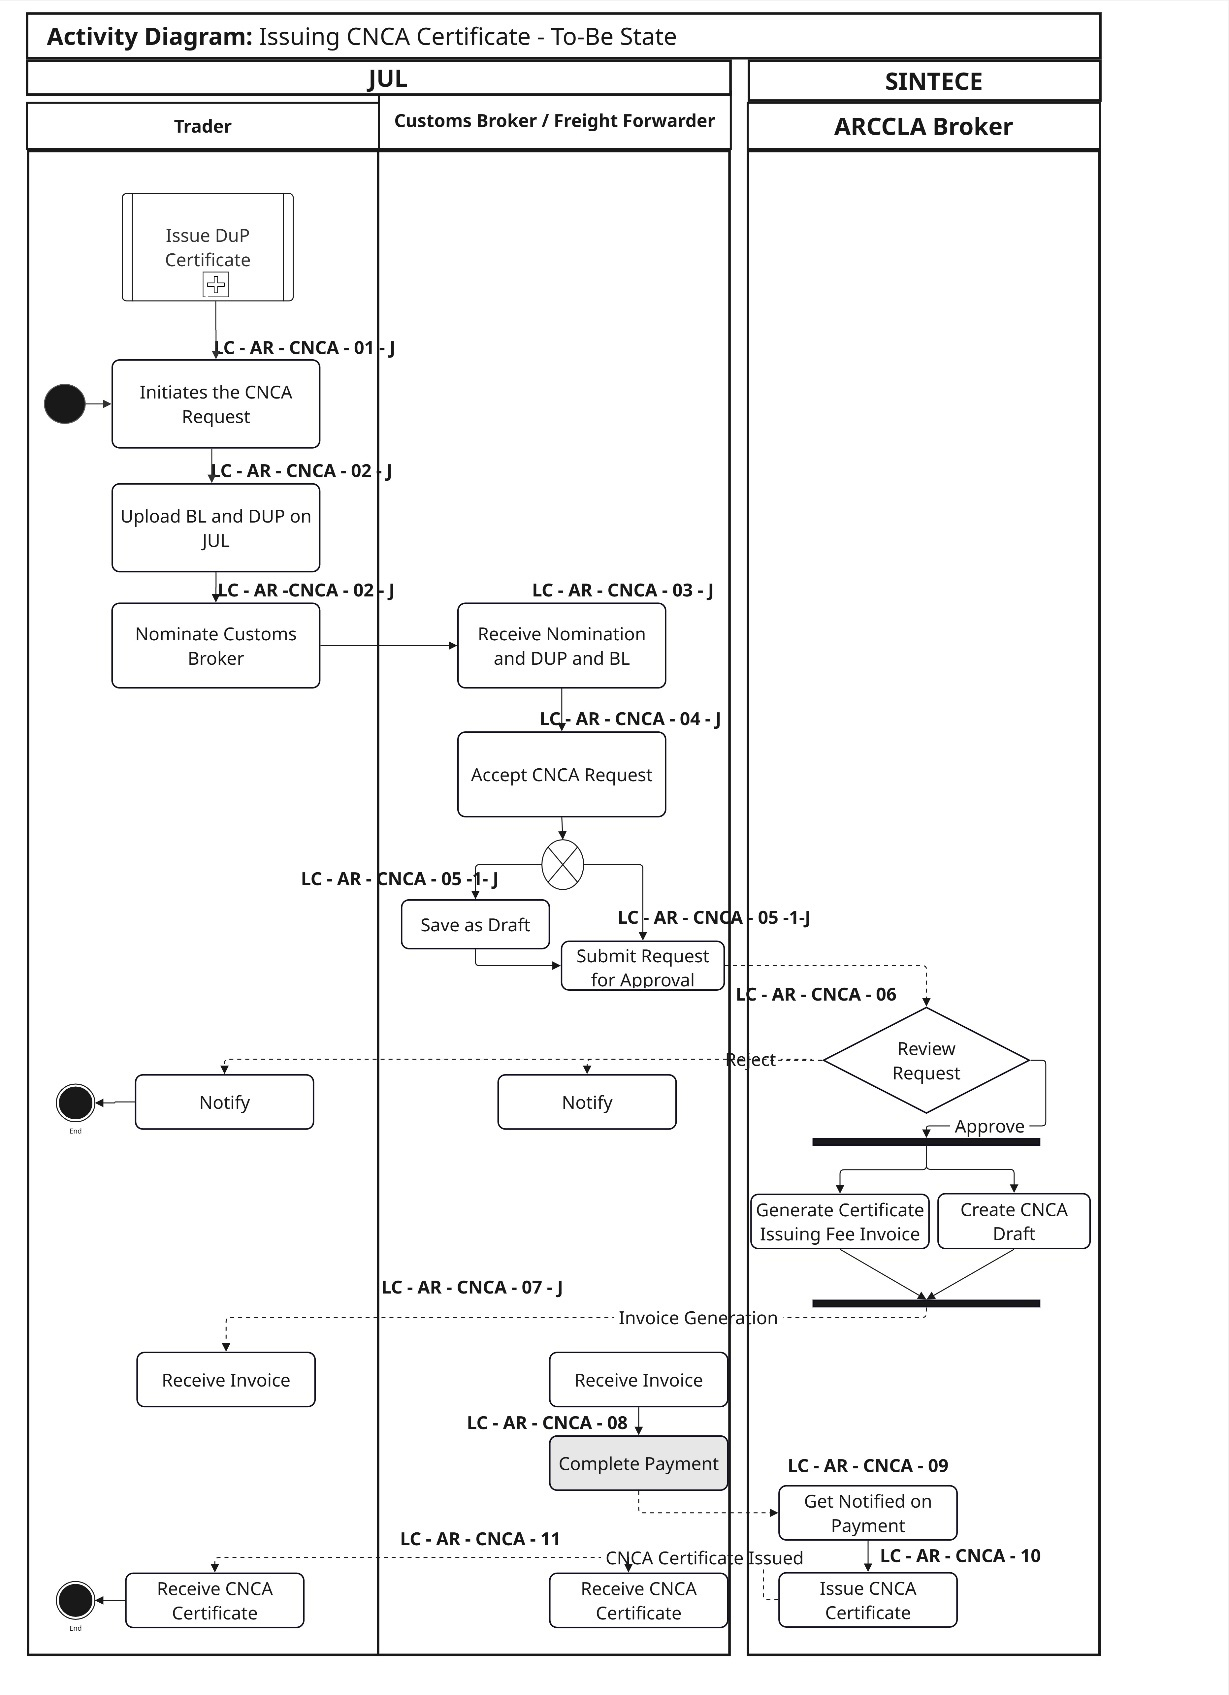 Activity Diagram: Issuing CNCA Certificate - To-Be State
JUL
SINTECE
Trader
Customs Broker / Freight Forwarder
ARCCLA Broker
Issue DuP
Certificate
LC - AR - CNCA - 01 - J
Initiates the CNCA
Request
LC - AR - CNCA - 02 - J
Upload BL and DUP on
JUL
LC - AR -CNCA - 02 - J
LC - AR - CNCA - 03 - J
Nominate Customs
Broker
Receive Nomination
and DUP and BL
LC - AR - CNCA - 04 - J
Accept CNCA Request
LC - AR - CNCA - 05 -1- J
Save as Draft
LC - AR - CNCA - 05 -1-J
Submit Request
for Approval
LC - AR - CNCA - 06
Review
Request
Reject
Notify
Notify
End
Approve
Generate Certificate
Issuing Fee Invoice
Create CNCA
Draft
LC - AR - CNCA - 07 - J
Invoice Generation
Receive Invoice
Receive Invoice
LC - AR - CNCA - 08
Complete Payment
LC - AR - CNCA - 09
Get Notified on
Payment
LC - AR - CNCA - 11
CNCA Certificate Issued
LC - AR - CNCA - 10
Receive CNCA
Certificate
Receive CNCA
Certificate
Issue CNCA
Certificate
End